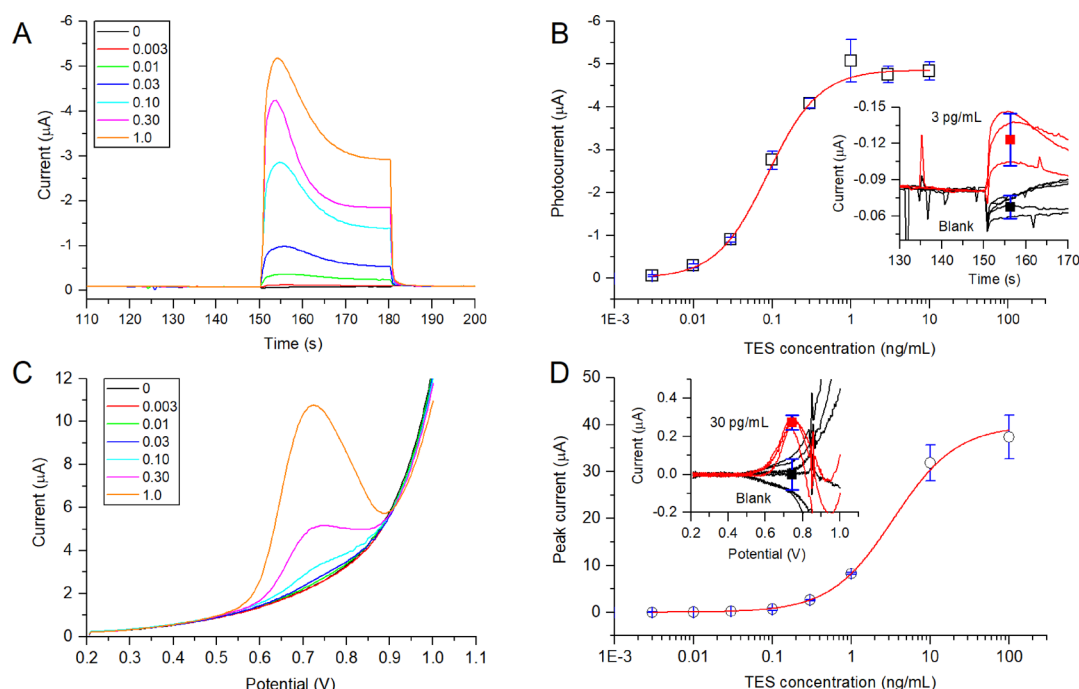 A
0
0.003
0.01
0.03
0.10
0.30
1.0
-6
-5
-4
-3
-2
-1
0
Current (µA)
110 120 130 140 150 160 170 180 190 200
Time (s)
B
-6
-5
-4
-3
-2
-1
0
Photocurrent (µA)
1E-3 0.01 0.1 1 10 100
TES concentration (ng/mL)
-0.15
-0.12
-0.09
-0.06
Current (µA)
3 pg/mL
Blank
130 140 150 160 170
Time (s)
C
0
0.003
0.01
0.03
0.10
0.30
1.0
12
10
8
6
4
2
0
Current (µA)
0.2 0.3 0.4 0.5 0.6 0.7 0.8 0.9 1.0 1.1
Potential (V)
D
50
40
30
20
10
0
Peak current (µA)
1E-3 0.01 0.1 1 10 100
TES concentration (ng/mL)
0.4
0.2
0.0
-0.2
Current (µA)
30 pg/mL
Blank
0.2 0.4 0.6 0.8 1.0
Potential (V)